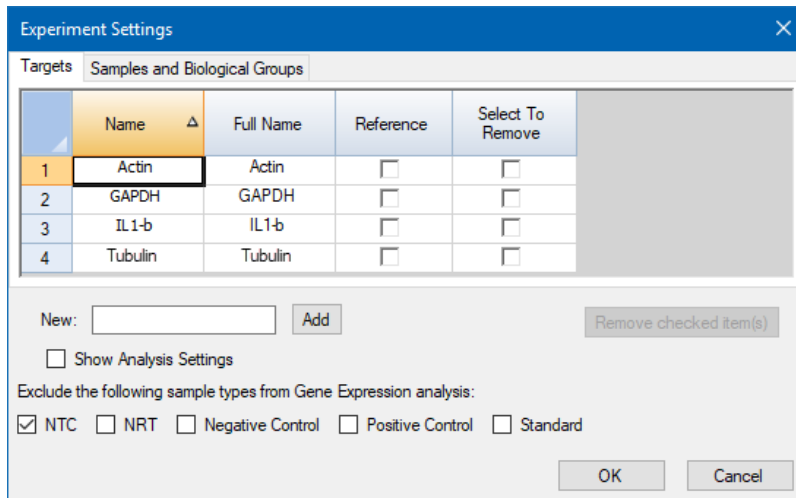 Experiment Settings
Targets Samples and Biological Groups
Name Full Name Reference Select To Remove
1 Actin Actin
2 GAPDH GAPDH
3 IL1-b IL1-b
4 Tubulin Tubulin
New: Add Remove checked item(s)
Show Analysis Settings
Exclude the following sample types from Gene Expression analysis:
NTC NRT Negative Control Positive Control Standard
OK Cancel